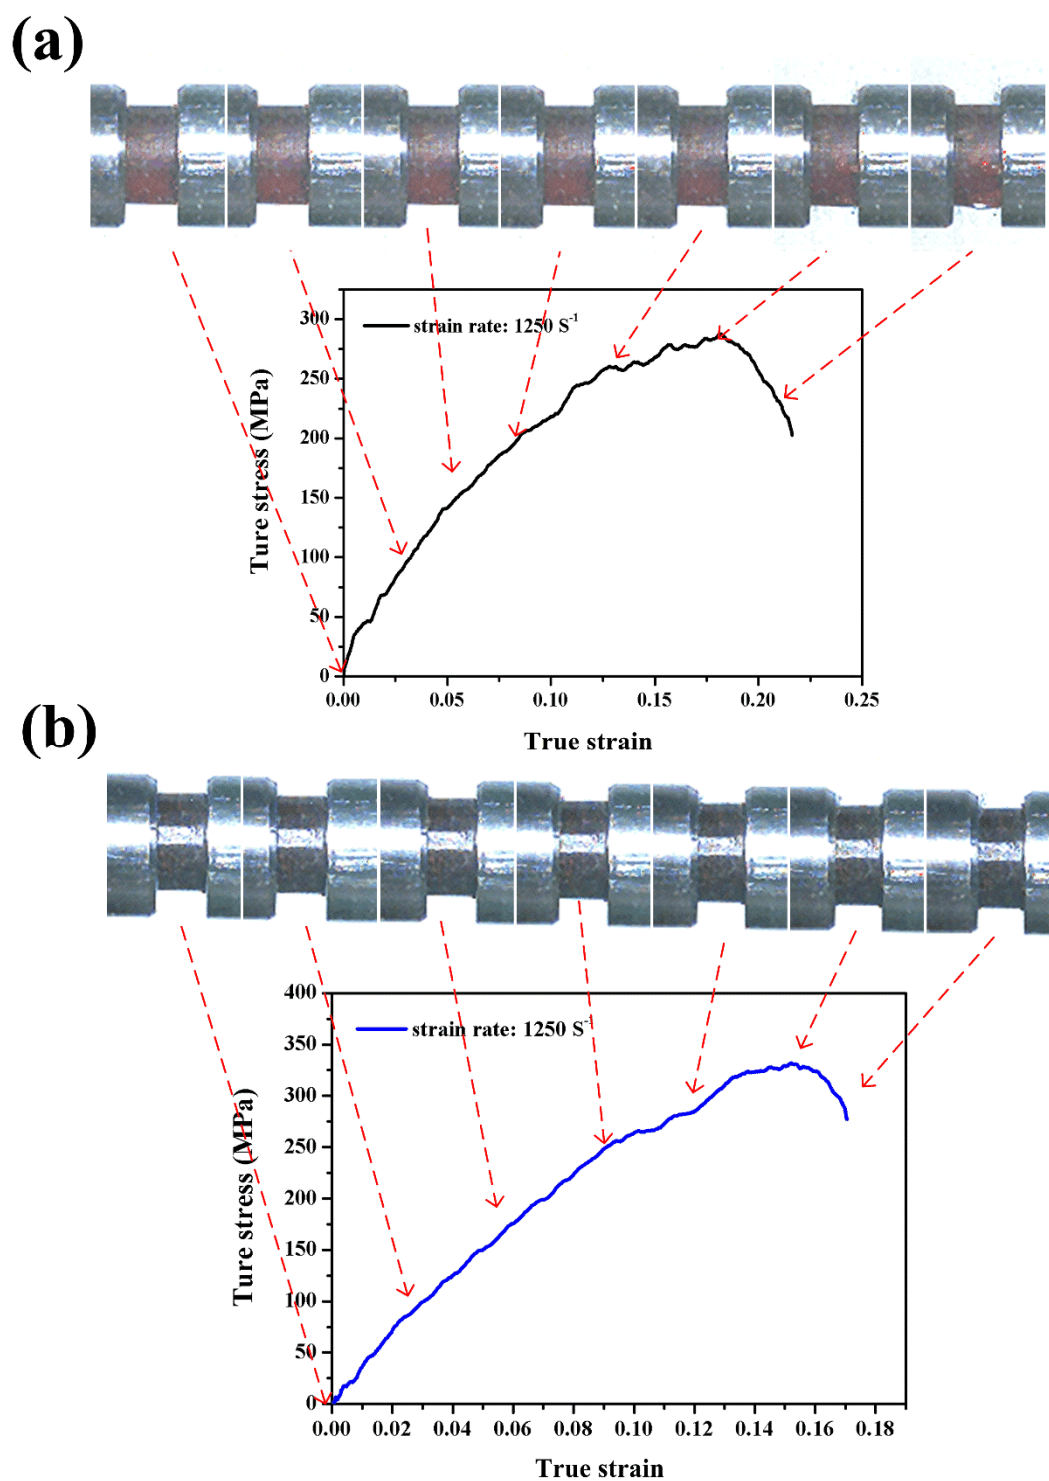 (a)
strain rate: 1250 S⁻¹
Ture stress (MPa)
300
250
200
150
100
50
0
0.00 0.05 0.10 0.15 0.20 0.25
True strain
(b)
strain rate: 1250 S⁻¹
Ture stress (MPa)
400
350
300
250
200
150
100
50
0
0.00 0.02 0.04 0.06 0.08 0.10 0.12 0.14 0.16 0.18
True strain